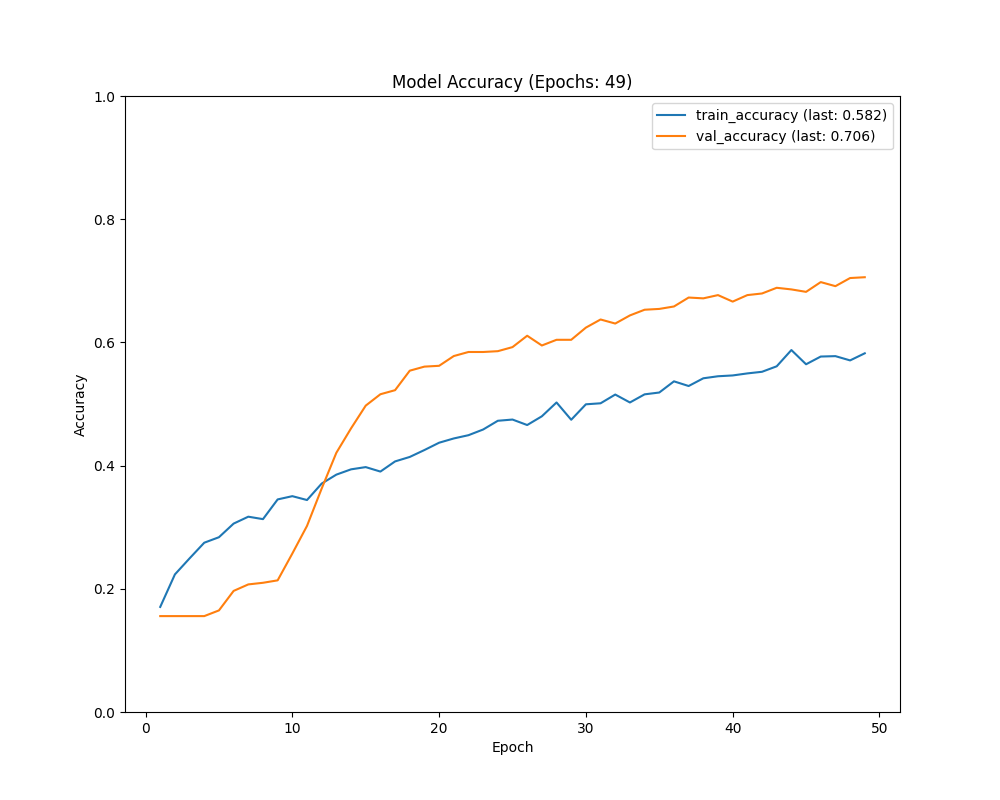 Model Accuracy (Epochs: 49)
train_accuracy (last: 0.582)
val_accuracy (last: 0.706)
1.0
0.8
0.6
0.4
0.2
0.0
Accuracy
0 10 20 30 40 50
Epoch